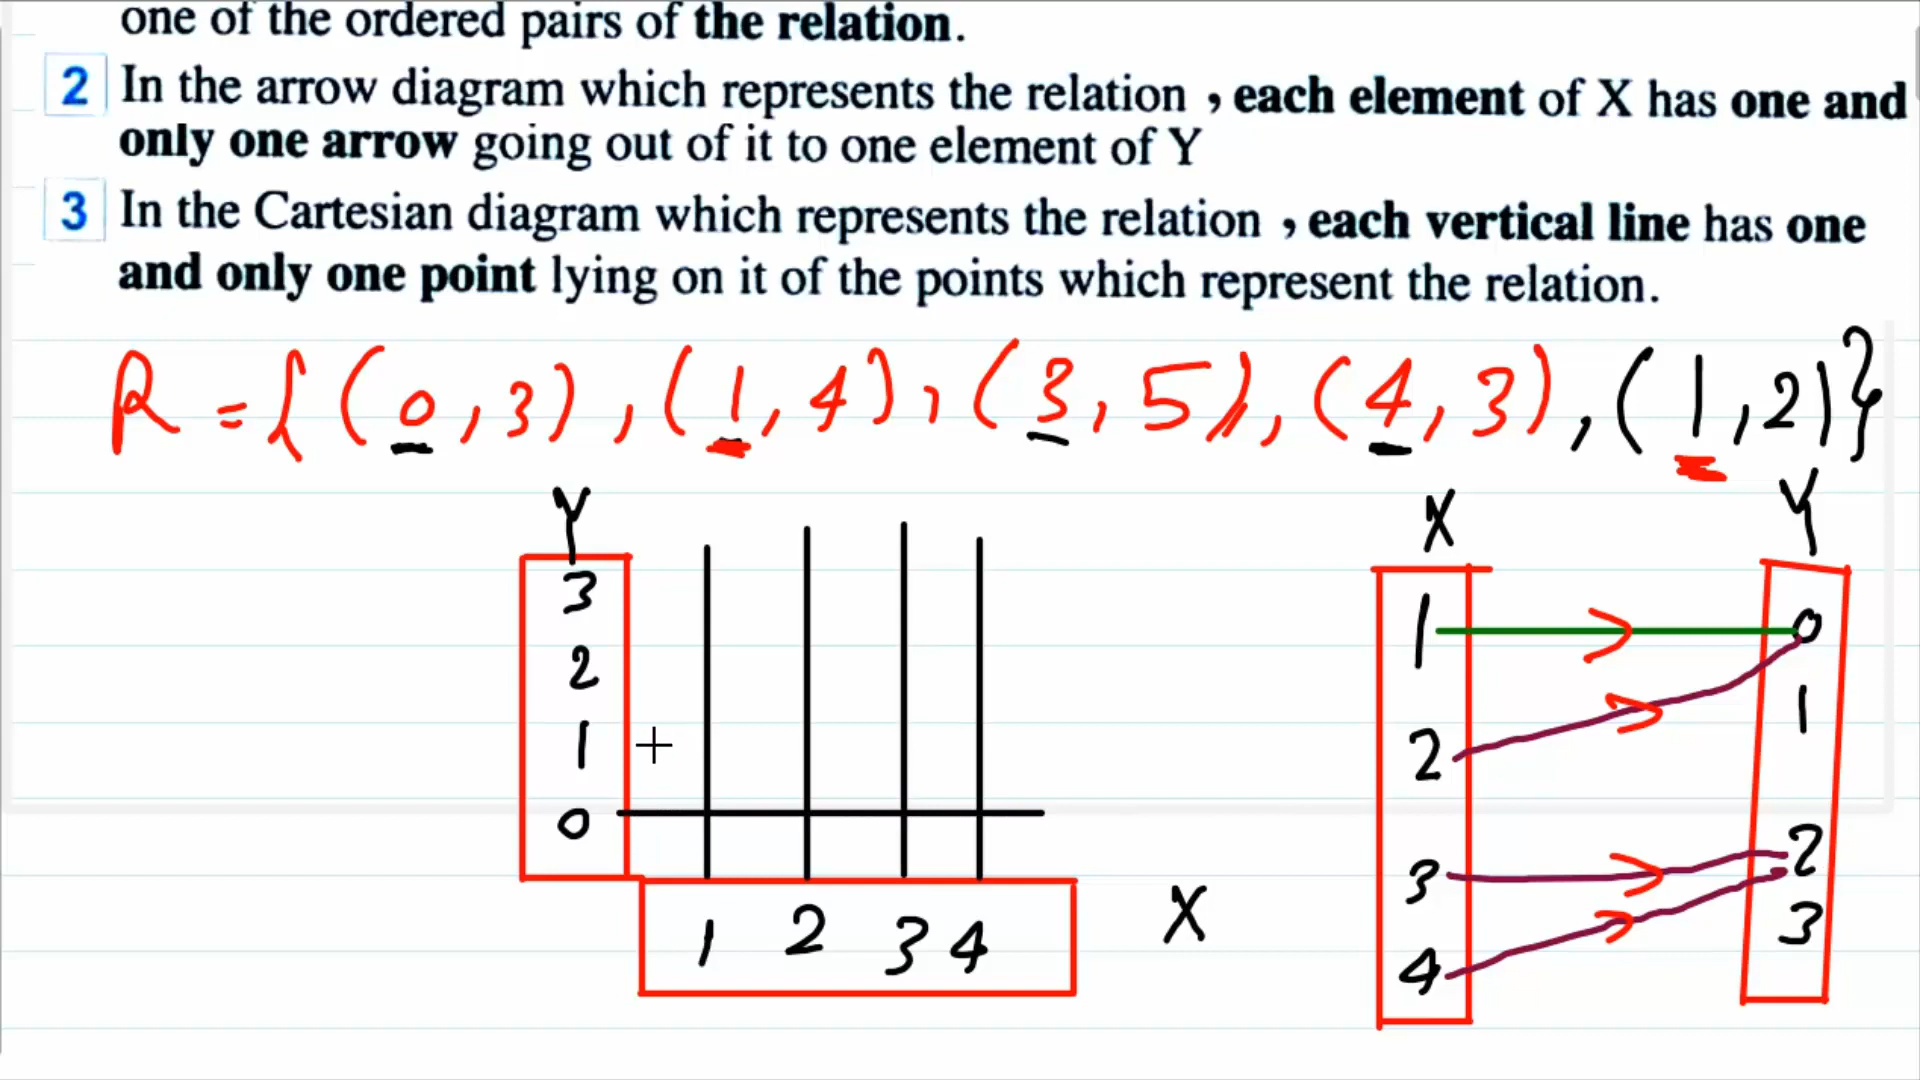 one of the ordered pairs of the relation.
2 In the arrow diagram which represents the relation , each element of X has one and
only one arrow going out of it to one element of Y
3 In the Cartesian diagram which represents the relation , each vertical line has one
and only one point lying on it of the points which represent the relation.
R = { (0,3) , (1,4) , (3,5) , (4,3) , (1,2) }
Y
3
2
1
0
1 2 3 4
X
X Y
1 0
2 1
3 2
4 3